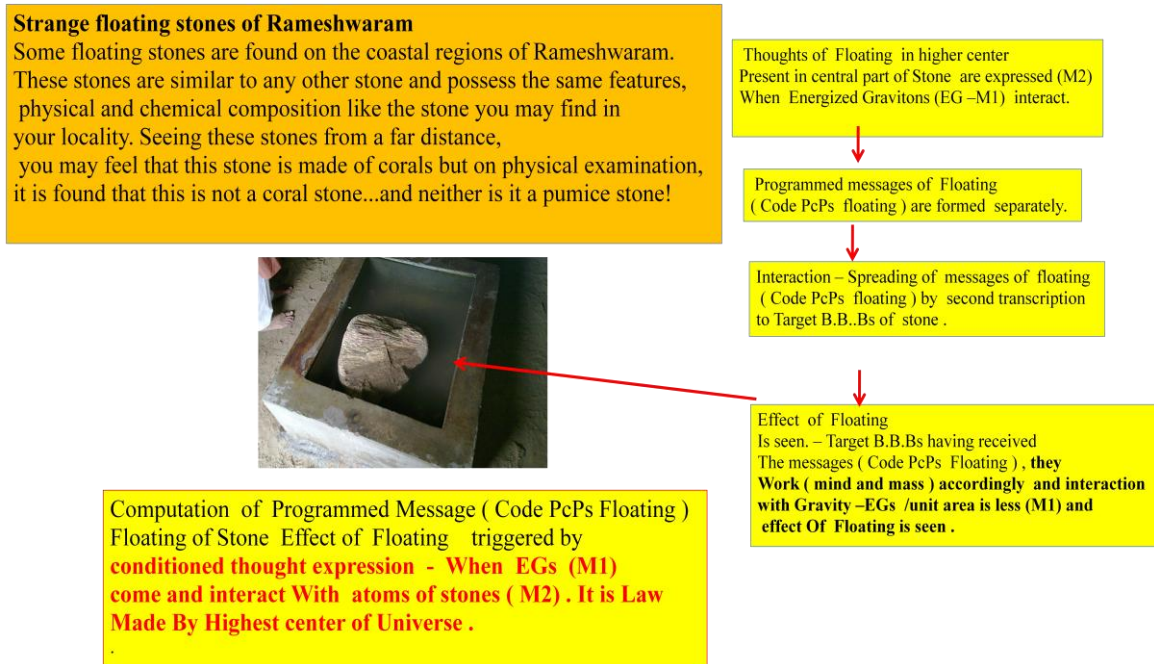 Strange floating stones of Rameshwaram
Some floating stones are found on the coastal regions of Rameshwaram.
These stones are similar to any other stone and possess the same features,
physical and chemical composition like the stone you may find in
your locality. Seeing these stones from a far distance,
you may feel that this stone is made of corals but on physical examination,
it is found that this is not a coral stone...and neither is it a pumice stone!
Thoughts of Floating in higher center
Present in central part of Stone are expressed (M2)
When Energized Gravitons (EG –M1) interact.
Programmed messages of Floating
( Code PcPs floating ) are formed separately.
Interaction – Spreading of messages of floating
( Code PcPs floating ) by second transcription
to Target B.B..Bs of stone .
Effect of Floating
Is seen. – Target B.B.Bs having received
The messages ( Code PcPs Floating ) , they
Work ( mind and mass ) accordingly and interaction
with Gravity –EGs /unit area is less (M1) and
effect Of Floating is seen .
Computation of Programmed Message ( Code PcPs Floating )
Floating of Stone Effect of Floating triggered by
conditioned thought expression - When EGs (M1)
come and interact With atoms of stones ( M2) . It is Law
Made By Highest center of Universe .
.